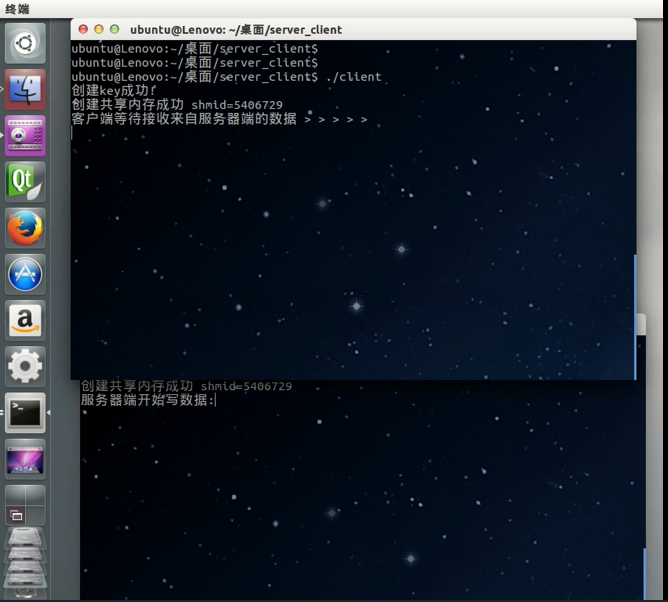 终端
ubuntu@Lenovo: ~/桌面/server_client
ubuntu@Lenovo:~/桌面/server_client$
ubuntu@Lenovo:~/桌面/server_client$
ubuntu@Lenovo:~/桌面/server_client$ ./client
创建key成功!
创建共享内存成功 shmid=5406729
客户端等待接收来自服务器端的数据 > > > > >
创建共享内存成功 shmid=5406729
服务器端开始写数据:
Qt
a
>_